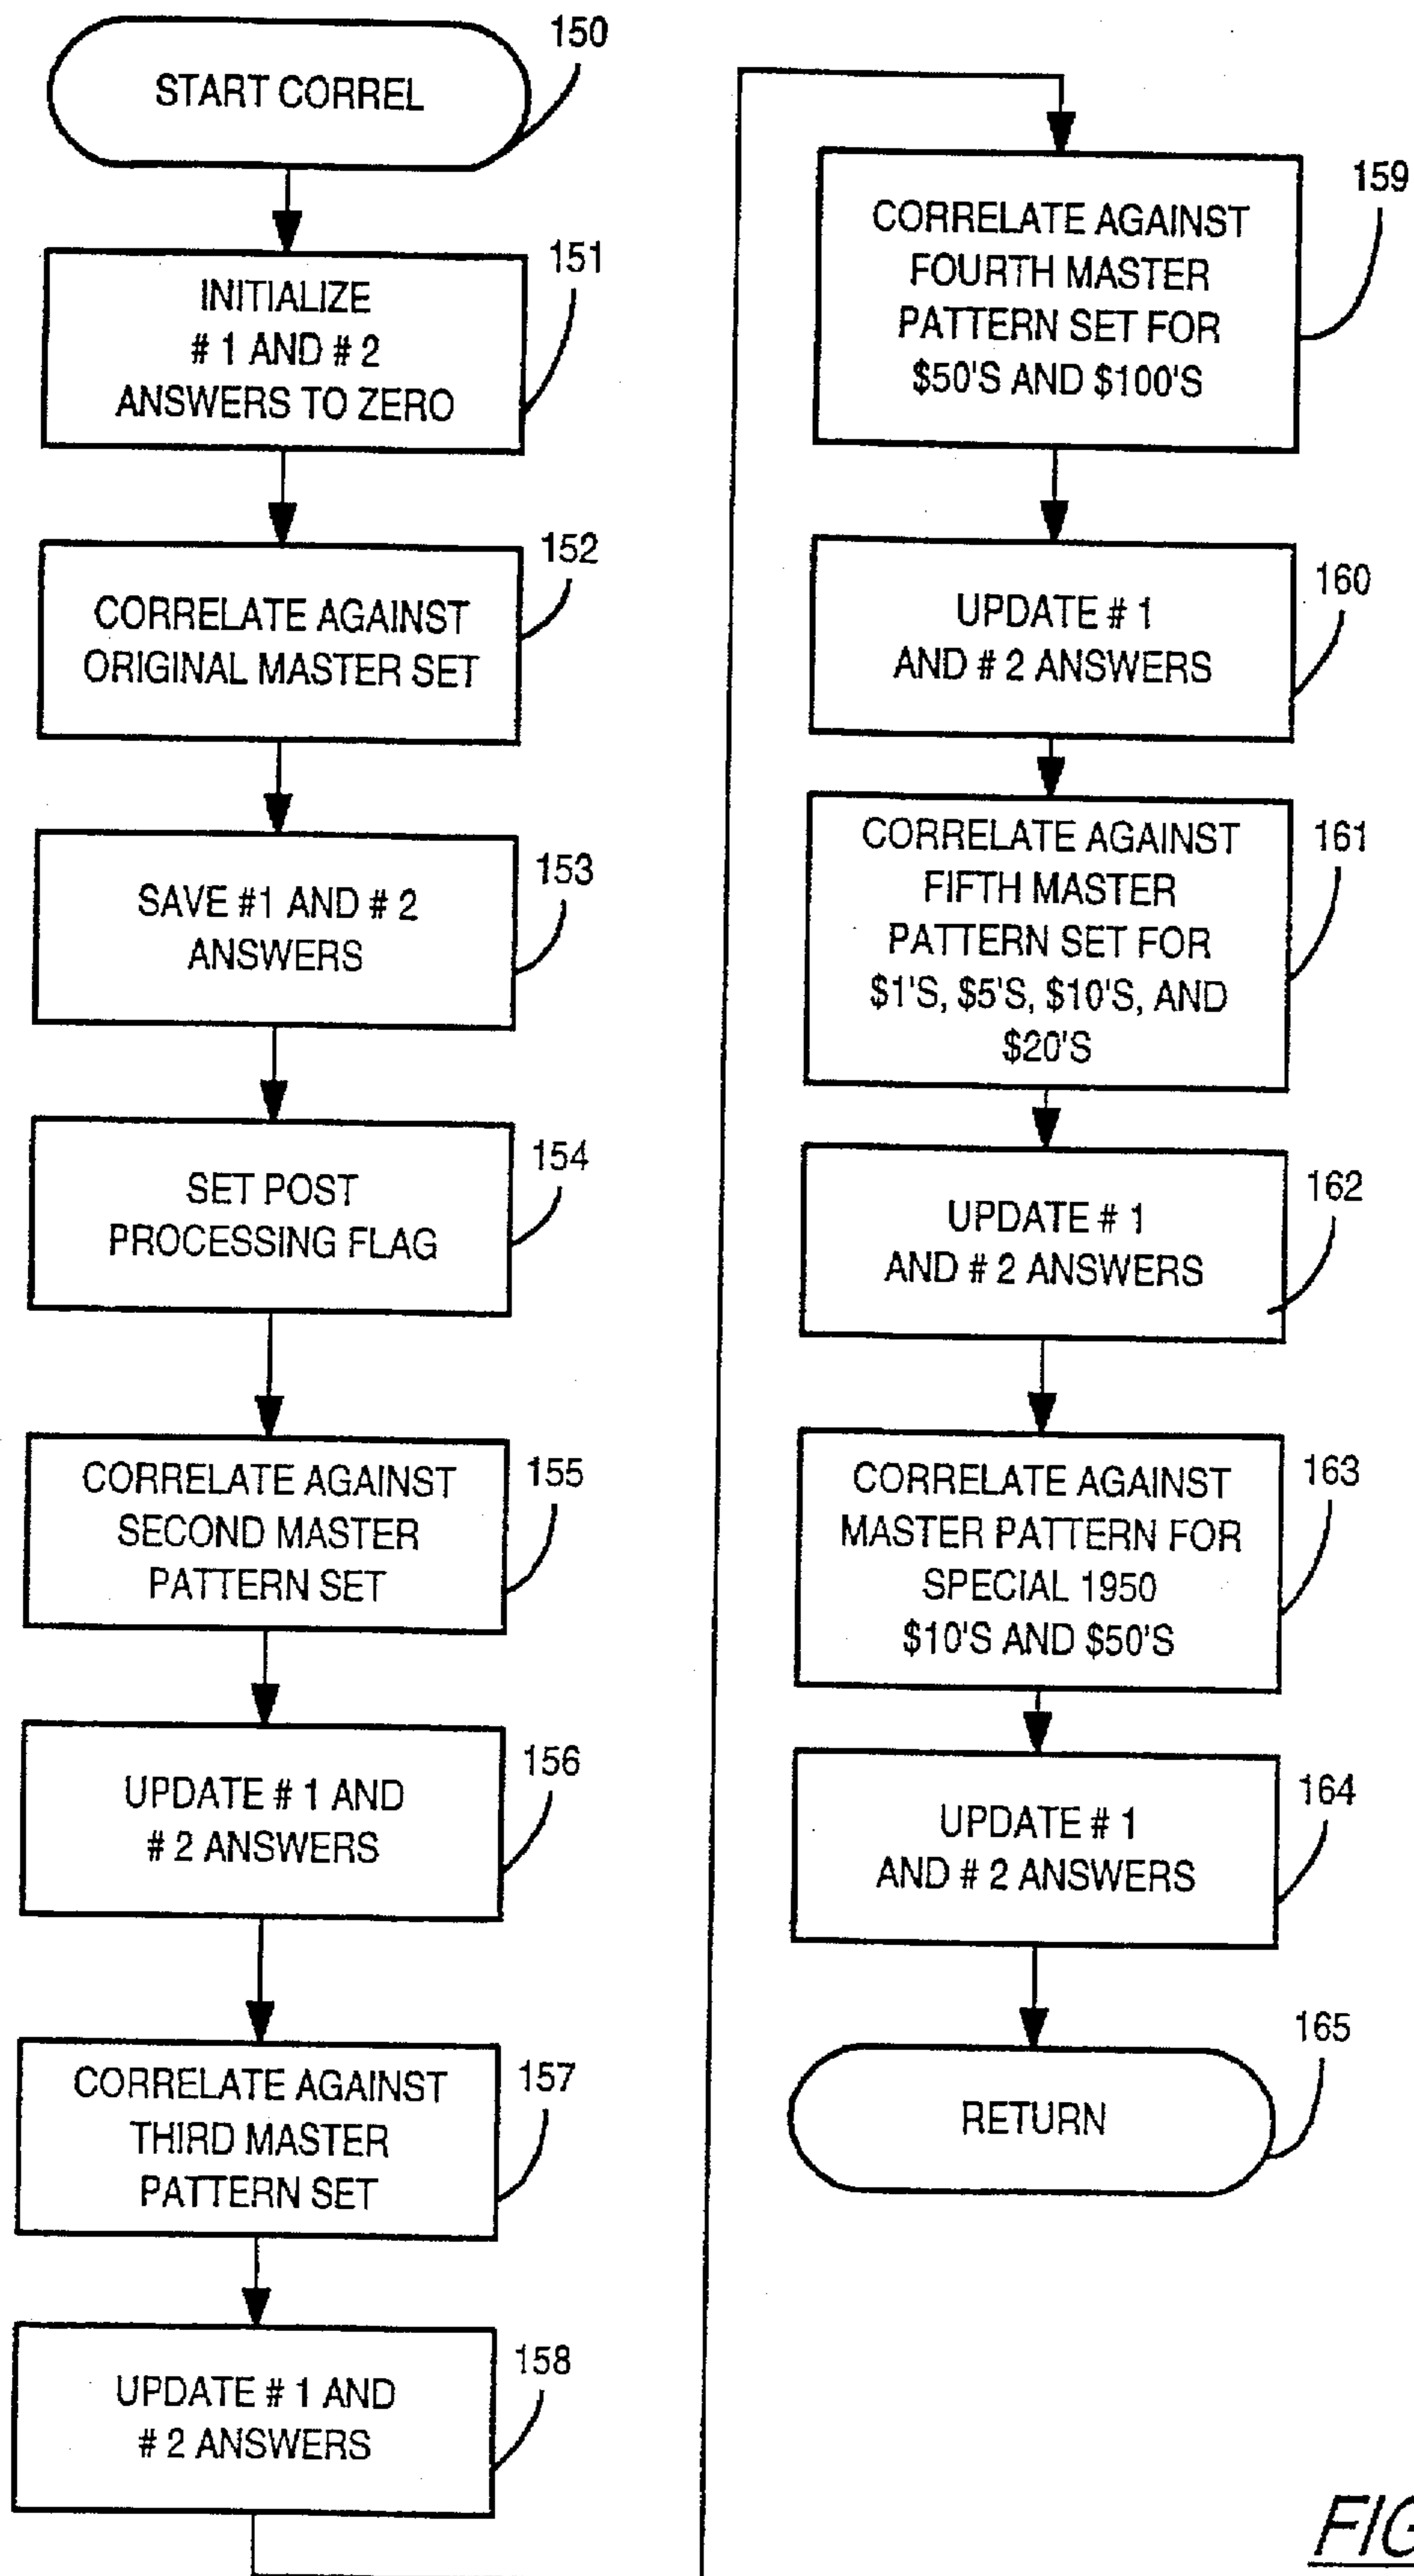 START CORREL
150
INITIALIZE
# 1 AND # 2
ANSWERS TO ZERO
151
CORRELATE AGAINST
ORIGINAL MASTER SET
152
SAVE #1 AND # 2
ANSWERS
153
SET POST
PROCESSING FLAG
154
CORRELATE AGAINST
SECOND MASTER
PATTERN SET
155
UPDATE # 1 AND
# 2 ANSWERS
156
CORRELATE AGAINST
THIRD MASTER
PATTERN SET
157
UPDATE # 1 AND
# 2 ANSWERS
158
CORRELATE AGAINST
FOURTH MASTER
PATTERN SET FOR
$50'S AND $100'S
159
UPDATE # 1
AND # 2 ANSWERS
160
CORRELATE AGAINST
FIFTH MASTER
PATTERN SET FOR
$1'S, $5'S, $10'S, AND
$20'S
161
UPDATE # 1
AND # 2 ANSWERS
162
CORRELATE AGAINST
MASTER PATTERN FOR
SPECIAL 1950
$10'S AND $50'S
163
UPDATE # 1
AND # 2 ANSWERS
164
RETURN
165
FIG